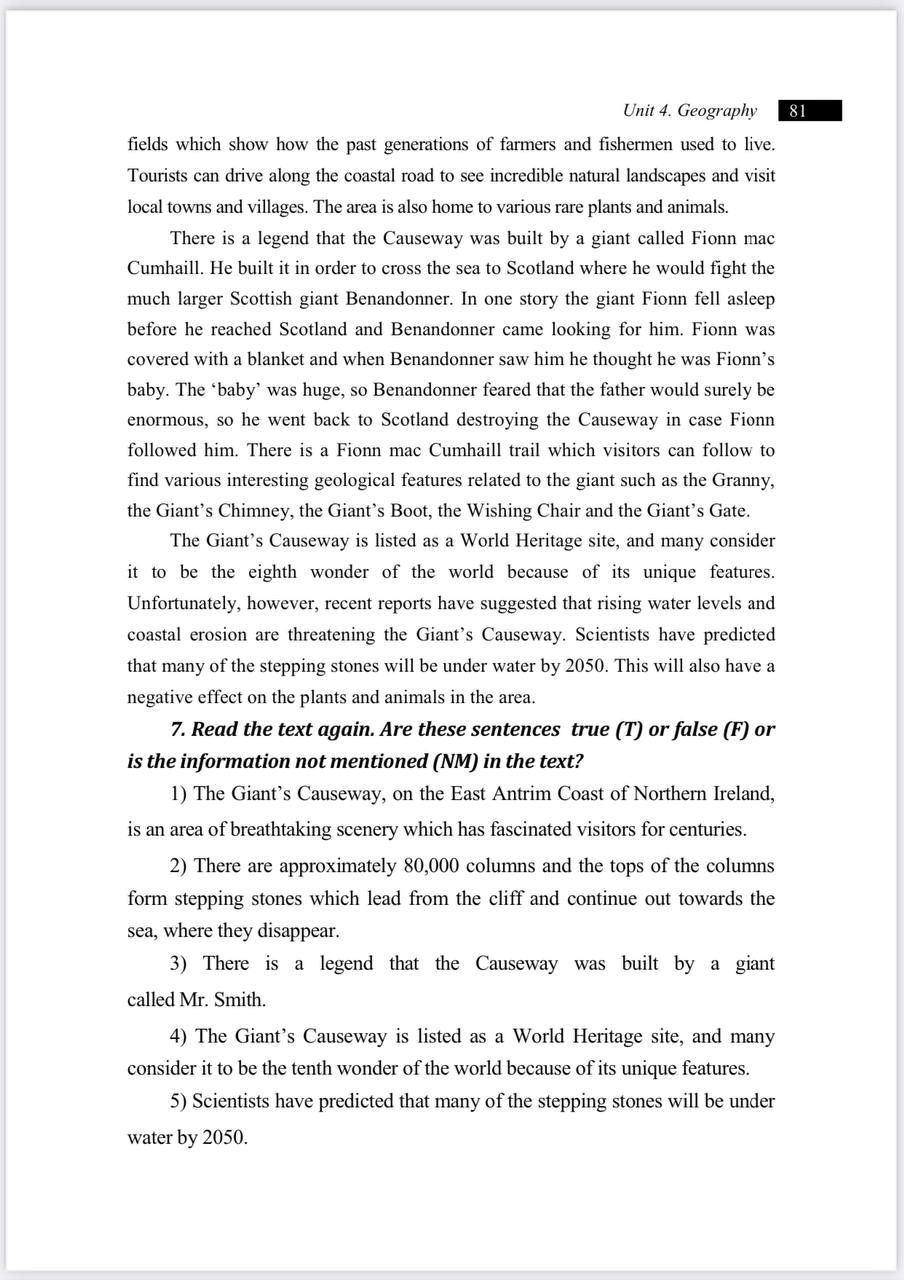 Unit 4. Geography 81
fields which show how the past generations of farmers and fishermen used to live.
Tourists can drive along the coastal road to see incredible natural landscapes and visit
local towns and villages. The area is also home to various rare plants and animals.
There is a legend that the Causeway was built by a giant called Fionn mac
Cumhaill. He built it in order to cross the sea to Scotland where he would fight the
much larger Scottish giant Benandonner. In one story the giant Fionn fell asleep
before he reached Scotland and Benandonner came looking for him. Fionn was
covered with a blanket and when Benandonner saw him he thought he was Fionn’s
baby. The ‘baby’ was huge, so Benandonner feared that the father would surely be
enormous, so he went back to Scotland destroying the Causeway in case Fionn
followed him. There is a Fionn mac Cumhaill trail which visitors can follow to
find various interesting geological features related to the giant such as the Granny,
the Giant’s Chimney, the Giant’s Boot, the Wishing Chair and the Giant’s Gate.
The Giant’s Causeway is listed as a World Heritage site, and many consider
it to be the eighth wonder of the world because of its unique features.
Unfortunately, however, recent reports have suggested that rising water levels and
coastal erosion are threatening the Giant’s Causeway. Scientists have predicted
that many of the stepping stones will be under water by 2050. This will also have a
negative effect on the plants and animals in the area.
7. Read the text again. Are these sentences true (T) or false (F) or
is the information not mentioned (NM) in the text?
1) The Giant’s Causeway, on the East Antrim Coast of Northern Ireland,
is an area of breathtaking scenery which has fascinated visitors for centuries.
2) There are approximately 80,000 columns and the tops of the columns
form stepping stones which lead from the cliff and continue out towards the
sea, where they disappear.
3) There is a legend that the Causeway was built by a giant
called Mr. Smith.
4) The Giant’s Causeway is listed as a World Heritage site, and many
consider it to be the tenth wonder of the world because of its unique features.
5) Scientists have predicted that many of the stepping stones will be under
water by 2050.